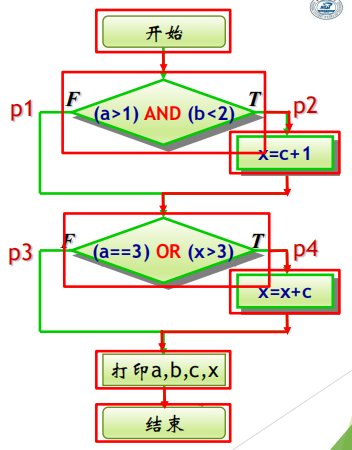 开始
p1 F (a>1) AND (b<2) T p2
x=c+1
p3 F (a==3) OR (x>3) T p4
x=x+c
打印a,b,c,x
结束